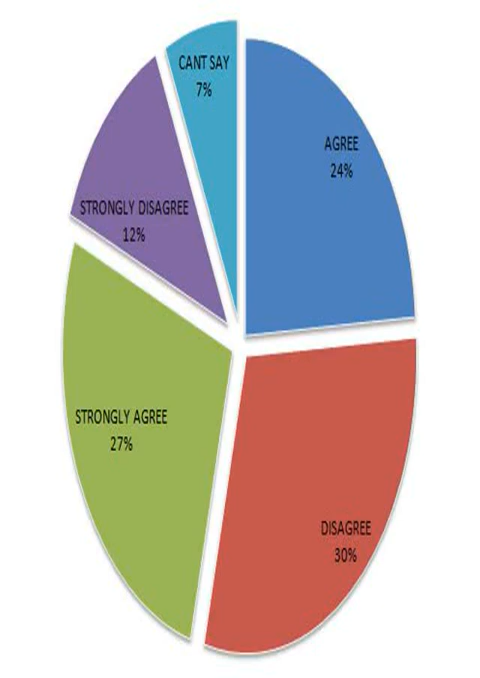 CANT SAY
7%
AGREE
24%
STRONGLY DISAGREE
12%
STRONGLY AGREE
27%
DISAGREE
30%